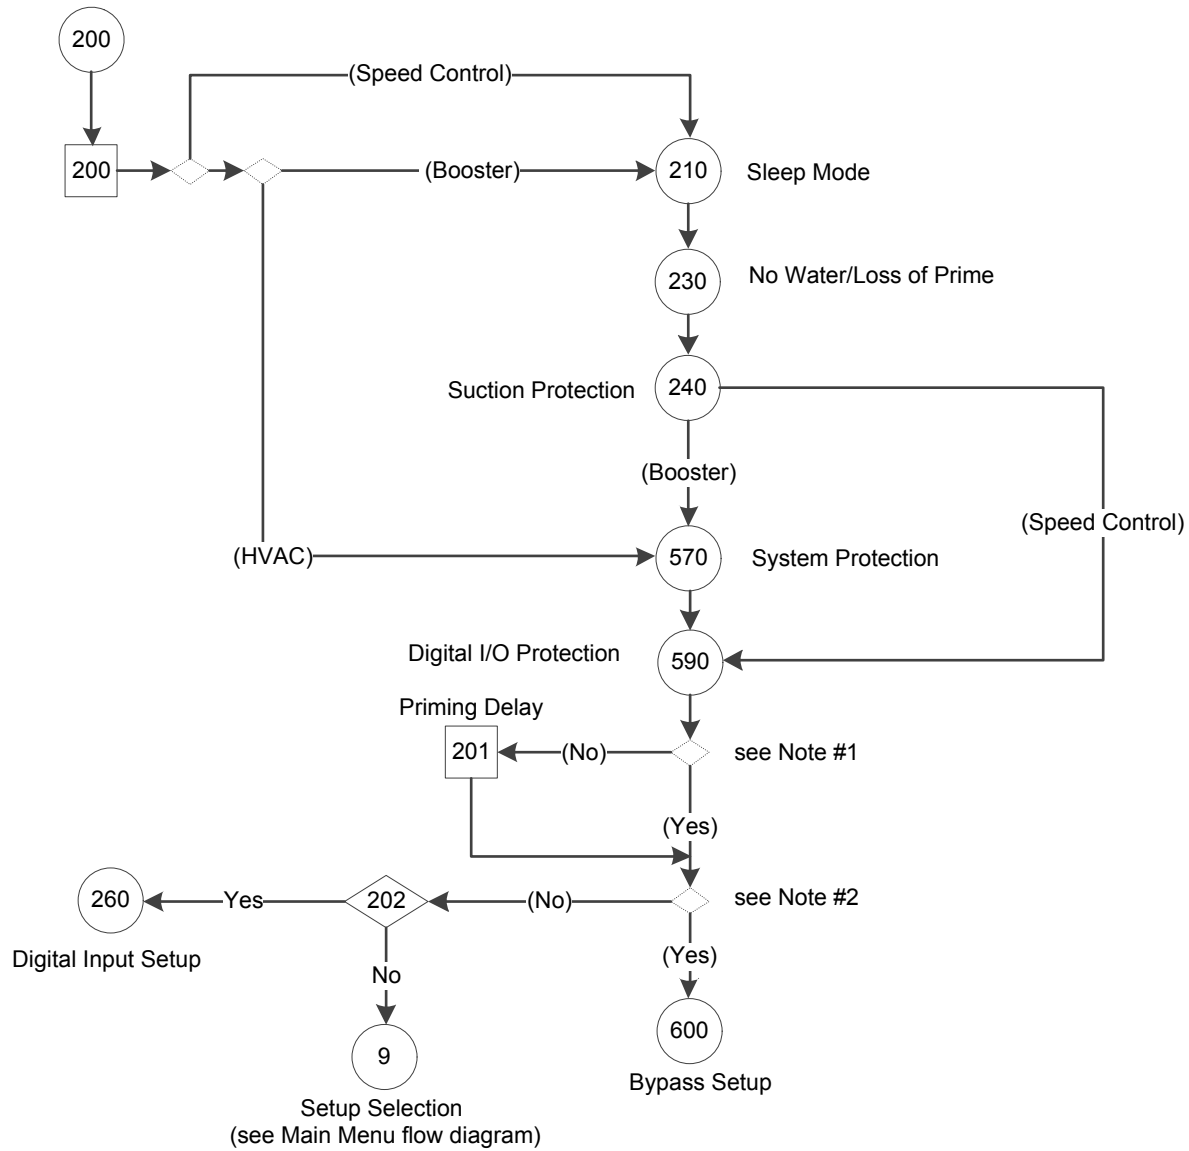 200
(Speed Control)
200
(Booster)
210
Sleep Mode
230
No Water/Loss of Prime
Suction Protection
240
(Booster)
(Speed Control)
(HVAC)
570
System Protection
Digital I/O Protection
590
Priming Delay
201
(No)
see Note #1
(Yes)
260
Yes
202
(No)
see Note #2
Digital Input Setup
No
(Yes)
9
600
Bypass Setup
Setup Selection
(see Main Menu flow diagram)